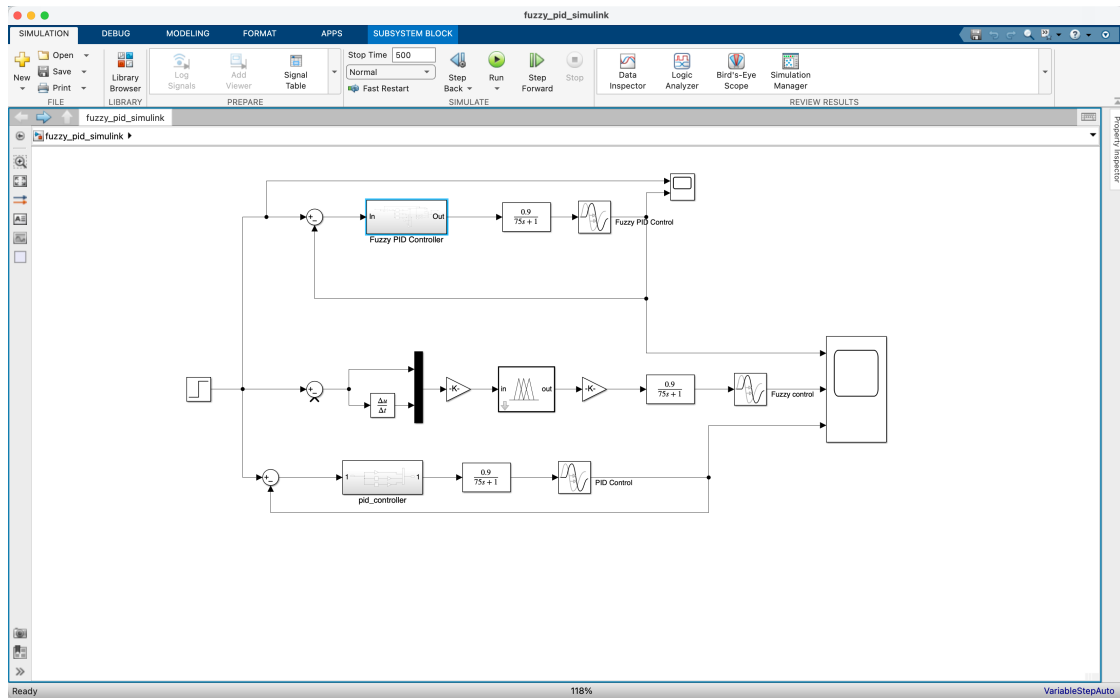 fuzzy_pid_simulink
SIMULATION DEBUG MODELING FORMAT APPS SUBSYSTEM BLOCK
New
Open
Save
Print
FILE
Library Browser
LIBRARY
Log Signals
Add Viewer
Signal Table
PREPARE
Stop Time 500
Normal
Fast Restart
Step Back
Run
Step Forward
Stop
SIMULATE
Data Inspector
Logic Analyzer
Bird's-Eye Scope
Simulation Manager
REVIEW RESULTS
fuzzy_pid_simulink
fuzzy_pid_simulink
Property Inspector
In Out
Fuzzy PID Controller
0.9
75s + 1
Fuzzy PID Control
Δu
Δt
-K-
in out
-K-
0.9
75s + 1
Fuzzy control
1 1
pid_controller
0.9
75s + 1
PID Control
Ready 118% VariableStepAuto